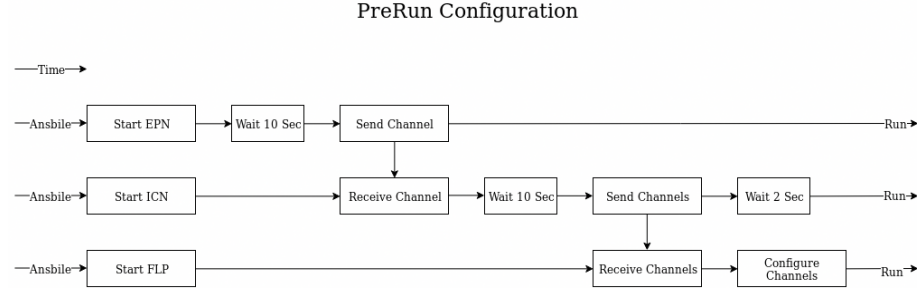 PreRun Configuration
Time
Ansbile Start EPN Wait 10 Sec Send Channel Run
Ansbile Start ICN Receive Channel Wait 10 Sec Send Channels Wait 2 Sec Run
Ansbile Start FLP Receive Channels Configure Channels Run